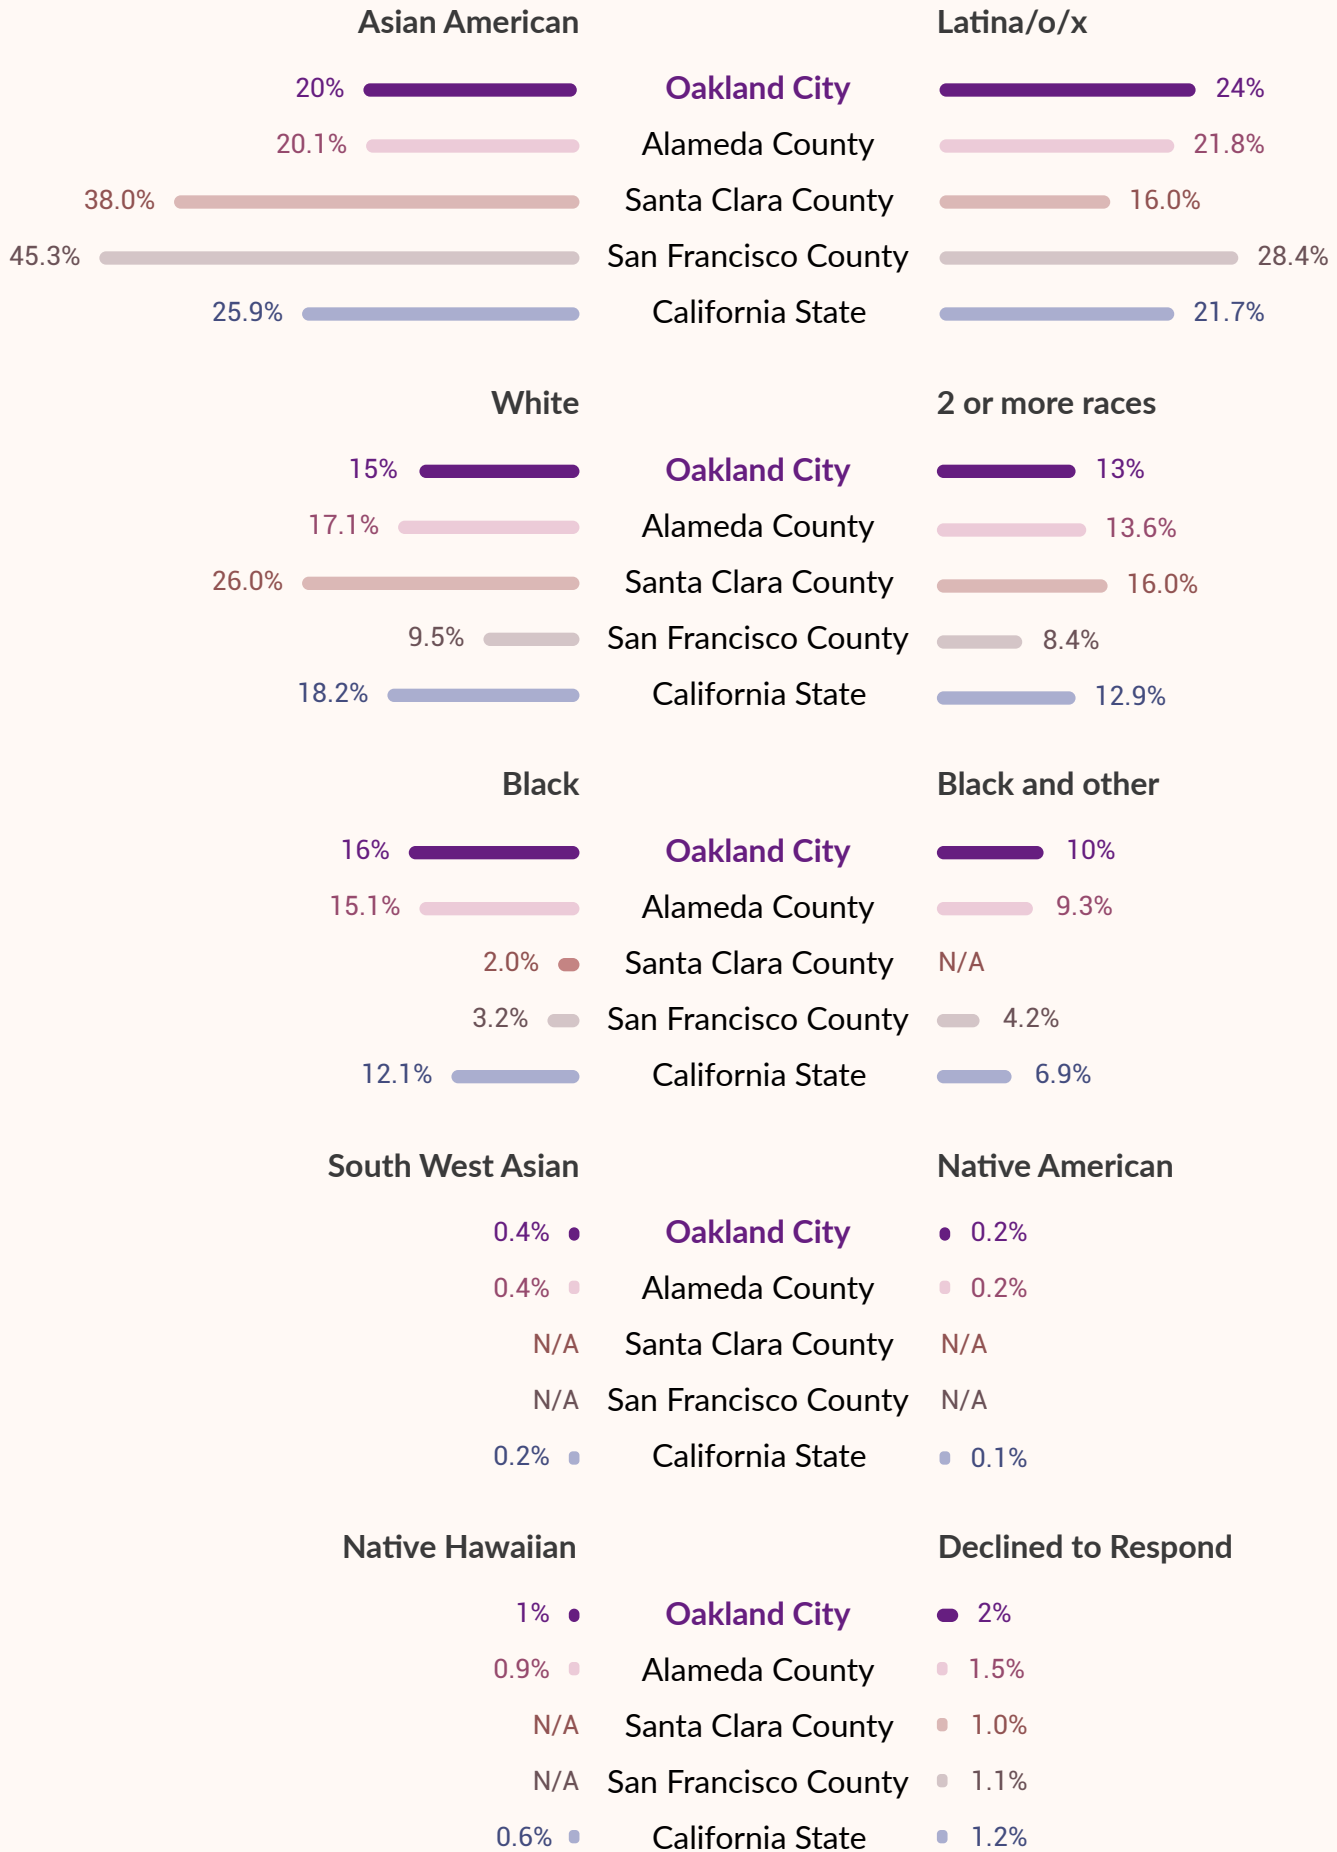 Asian American Latina/o/x
20% Oakland City 24%
20.1% Alameda County 21.8%
38.0% Santa Clara County 16.0%
45.3% San Francisco County 28.4%
25.9% California State 21.7%
White 2 or more races
15% Oakland City 13%
17.1% Alameda County 13.6%
26.0% Santa Clara County 16.0%
9.5% San Francisco County 8.4%
18.2% California State 12.9%
Black Black and other
16% Oakland City 10%
15.1% Alameda County 9.3%
2.0% Santa Clara County N/A
3.2% San Francisco County 4.2%
12.1% California State 6.9%
South West Asian Native American
0.4% Oakland City 0.2%
0.4% Alameda County 0.2%
N/A Santa Clara County N/A
N/A San Francisco County N/A
0.2% California State 0.1%
Native Hawaiian Declined to Respond
1% Oakland City 2%
0.9% Alameda County 1.5%
N/A Santa Clara County 1.0%
N/A San Francisco County 1.1%
0.6% California State 1.2%